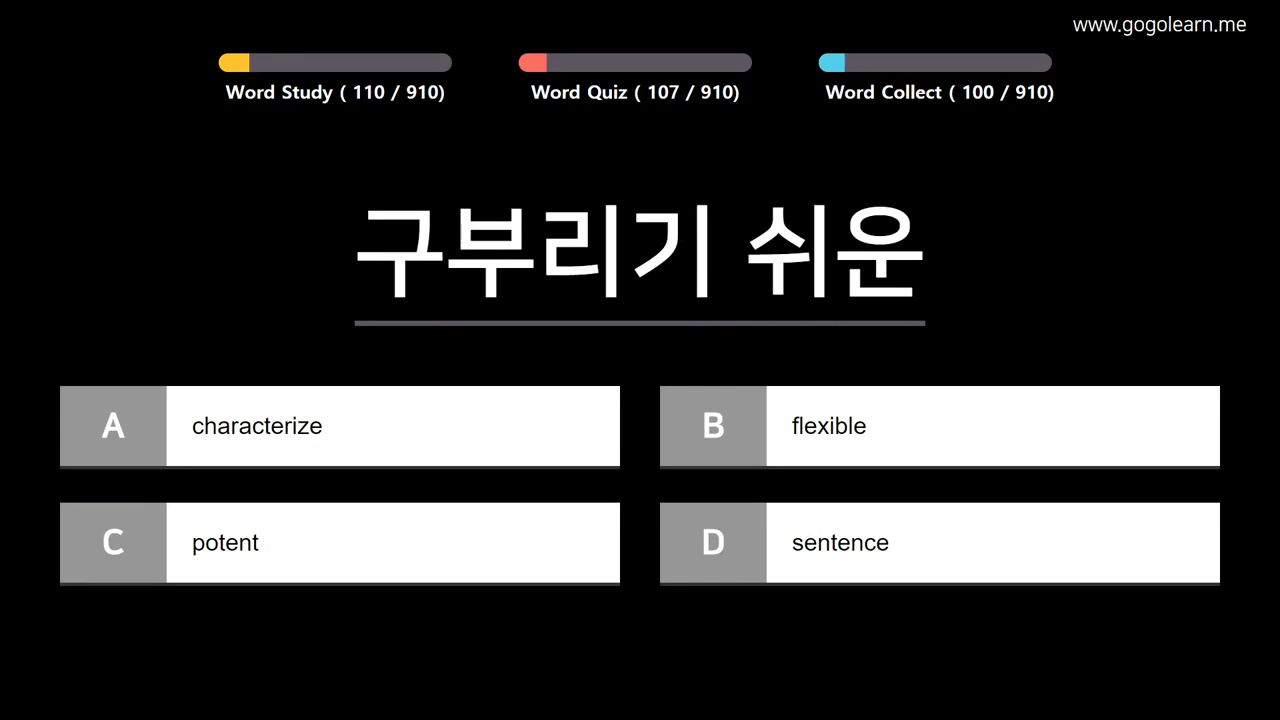 www.gogolearn.me
Word Study ( 110 / 910)
Word Quiz ( 107 / 910)
Word Collect ( 100 / 910)
구부리기 쉬운
A characterize
B flexible
C potent
D sentence